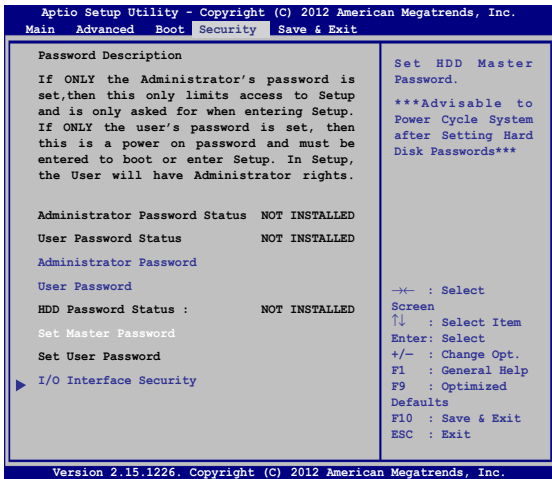 Aptio Setup Utility - Copyright (C) 2012 American Megatrends, Inc.
Main Advanced Boot Security Save & Exit
Password Description
If ONLY the Administrator's password is
set,then this only limits access to Setup
and is only asked for when entering Setup.
If ONLY the user's password is set, then
this is a power on password and must be
entered to boot or enter Setup. In Setup,
the User will have Administrator rights.
Administrator Password Status NOT INSTALLED
User Password Status NOT INSTALLED
Administrator Password
User Password
HDD Password Status : NOT INSTALLED
Set Master Password
Set User Password
I/O Interface Security
Set HDD Master
Password.
***Advisable to
Power Cycle System
after Setting Hard
Disk Passwords***
→← : Select
Screen
↑↓ : Select Item
Enter: Select
+/— : Change Opt.
F1 : General Help
F9 : Optimized
Defaults
F10 : Save & Exit
ESC : Exit
Version 2.15.1226. Copyright (C) 2012 American Megatrends, Inc.